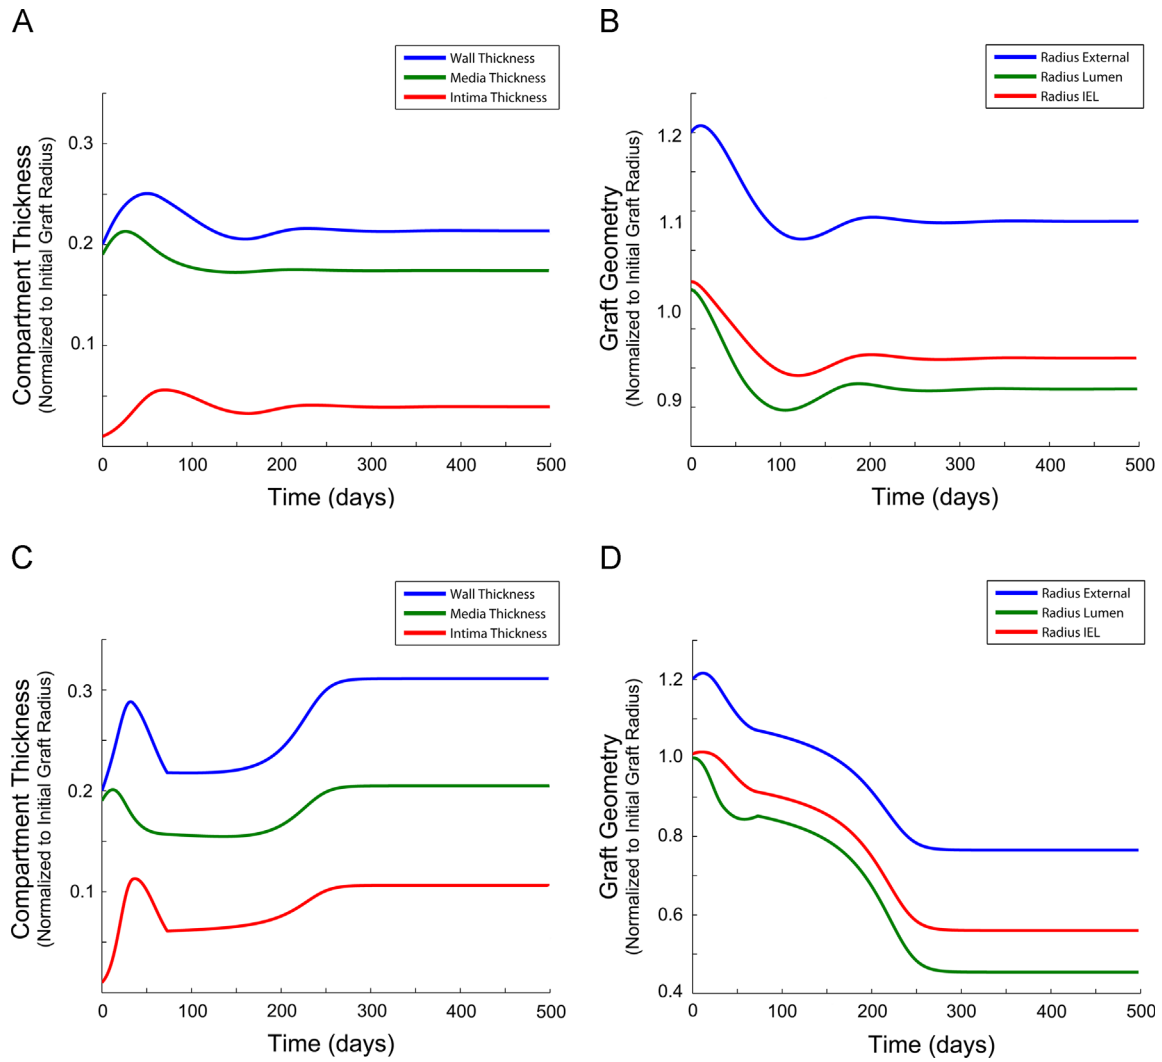 A
Wall Thickness
Media Thickness
Intima Thickness
Compartment Thickness
(Normalized to Initial Graft Radius)
0.3
0.2
0.1
0 100 200 300 400 500
Time (days)
B
Radius External
Radius Lumen
Radius IEL
Graft Geometry
(Normalized to Initial Graft Radius)
1.2
1.1
1.0
0.9
0 100 200 300 400 500
Time (days)
C
Wall Thickness
Media Thickness
Intima Thickness
Compartment Thickness
(Normalized to Initial Graft Radius)
0.3
0.2
0.1
0 100 200 300 400 500
Time (days)
D
Radius External
Radius Lumen
Radius IEL
Graft Geometry
(Normalized to Initial Graft Radius)
1.2
1.0
0.8
0.6
0.4
0 100 200 300 400 500
Time (days)